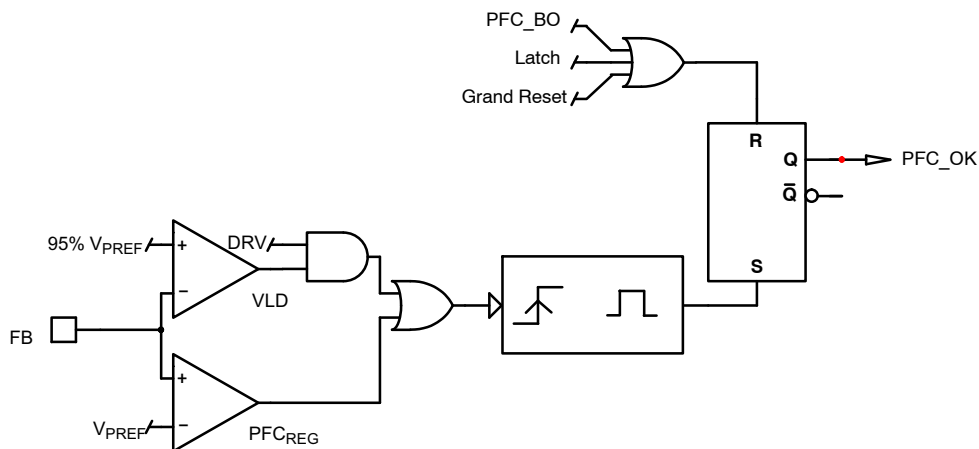 PFC_BO
Latch
Grand Reset
R
Q
PFC_OK
Q̅
S
95% VPREF
+
−
DRV
VLD
FB
+
−
VPREF
PFCREG